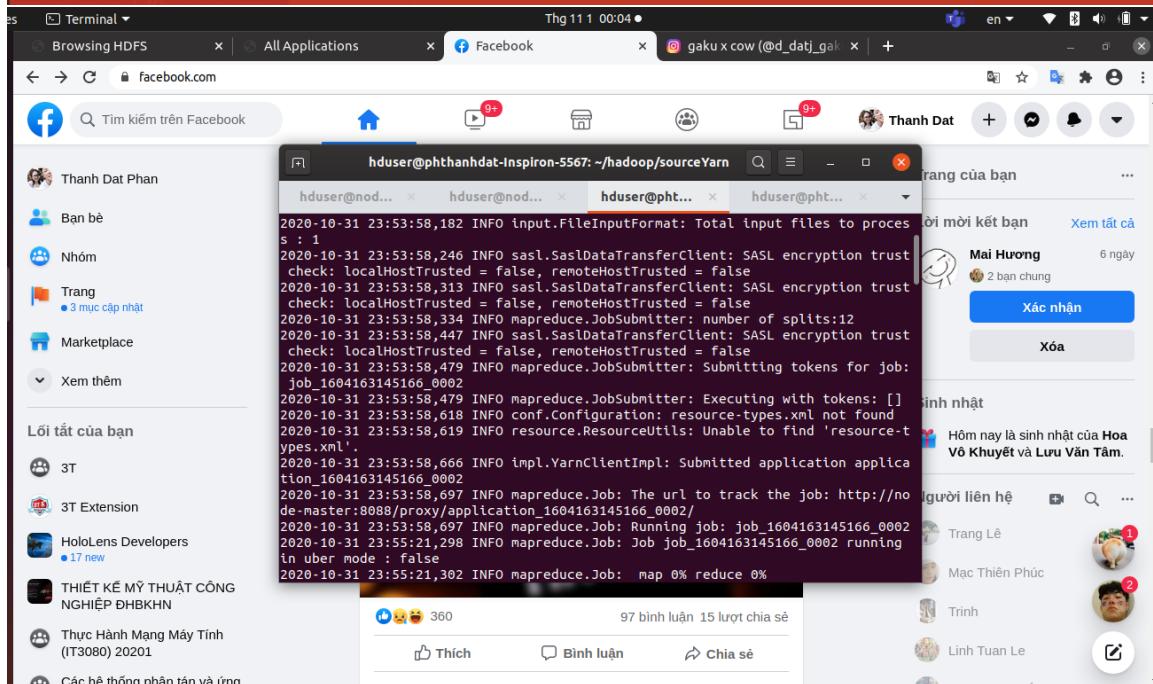 es Terminal Thg 11 1 00:04 en
Browsing HDFS × All Applications × Facebook × gaku x cow (@d_datj_gak × +
facebook.com
Tìm kiếm trên Facebook 9+ 9+ Thanh Dat
Thanh Dat Phan
Bạn bè
Nhóm
Trang
3 mục cập nhật
Marketplace
Xem thêm
Lối tắt của bạn
3T
3T Extension
HoloLens Developers
17 new
THIẾT KẾ MỸ THUẬT CÔNG
NGHIỆP ĐHBKHN
Thực Hành Mạng Máy Tính
(IT3080) 20201
Các hệ thống phân tán và ứng
hduser@phthanhdat-Inspiron-5567: ~/hadoop/sourceYarn
hduser@nod... × hduser@nod... × hduser@pht... × hduser@pht... ×
2020-10-31 23:53:58,182 INFO input.FileInputFormat: Total input files to proces
s : 1
2020-10-31 23:53:58,246 INFO sasl.SaslDataTransferClient: SASL encryption trust
check: localHostTrusted = false, remoteHostTrusted = false
2020-10-31 23:53:58,313 INFO sasl.SaslDataTransferClient: SASL encryption trust
check: localHostTrusted = false, remoteHostTrusted = false
2020-10-31 23:53:58,334 INFO mapreduce.JobSubmitter: number of splits:12
2020-10-31 23:53:58,447 INFO sasl.SaslDataTransferClient: SASL encryption trust
check: localHostTrusted = false, remoteHostTrusted = false
2020-10-31 23:53:58,479 INFO mapreduce.JobSubmitter: Submitting tokens for job:
job_1604163145166_0002
2020-10-31 23:53:58,479 INFO mapreduce.JobSubmitter: Executing with tokens: []
2020-10-31 23:53:58,618 INFO conf.Configuration: resource-types.xml not found
2020-10-31 23:53:58,619 INFO resource.ResourceUtils: Unable to find 'resource-t
ypes.xml'.
2020-10-31 23:53:58,666 INFO impl.YarnClientImpl: Submitted application applica
tion_1604163145166_0002
2020-10-31 23:53:58,697 INFO mapreduce.Job: The url to track the job: http://no
de-master:8088/proxy/application_1604163145166_0002/
2020-10-31 23:53:58,697 INFO mapreduce.Job: Running job: job_1604163145166_0002
2020-10-31 23:55:21,298 INFO mapreduce.Job: Job job_1604163145166_0002 running
in uber mode : false
2020-10-31 23:55:21,302 INFO mapreduce.Job:  map 0% reduce 0%
360 97 bình luận 15 lượt chia sẻ
Thích Bình luận Chia sẻ
Trang của bạn
Lời mời kết bạn Xem tất cả
Mai Hương 6 ngày
2 bạn chung
Xác nhận
Xóa
Sinh nhật
Hôm nay là sinh nhật của Hoa
Vô Khuyết và Lưu Văn Tâm.
Người liên hệ
Trang Lê
1
Mạc Thiên Phúc
2
Trinh
Linh Tuan Le